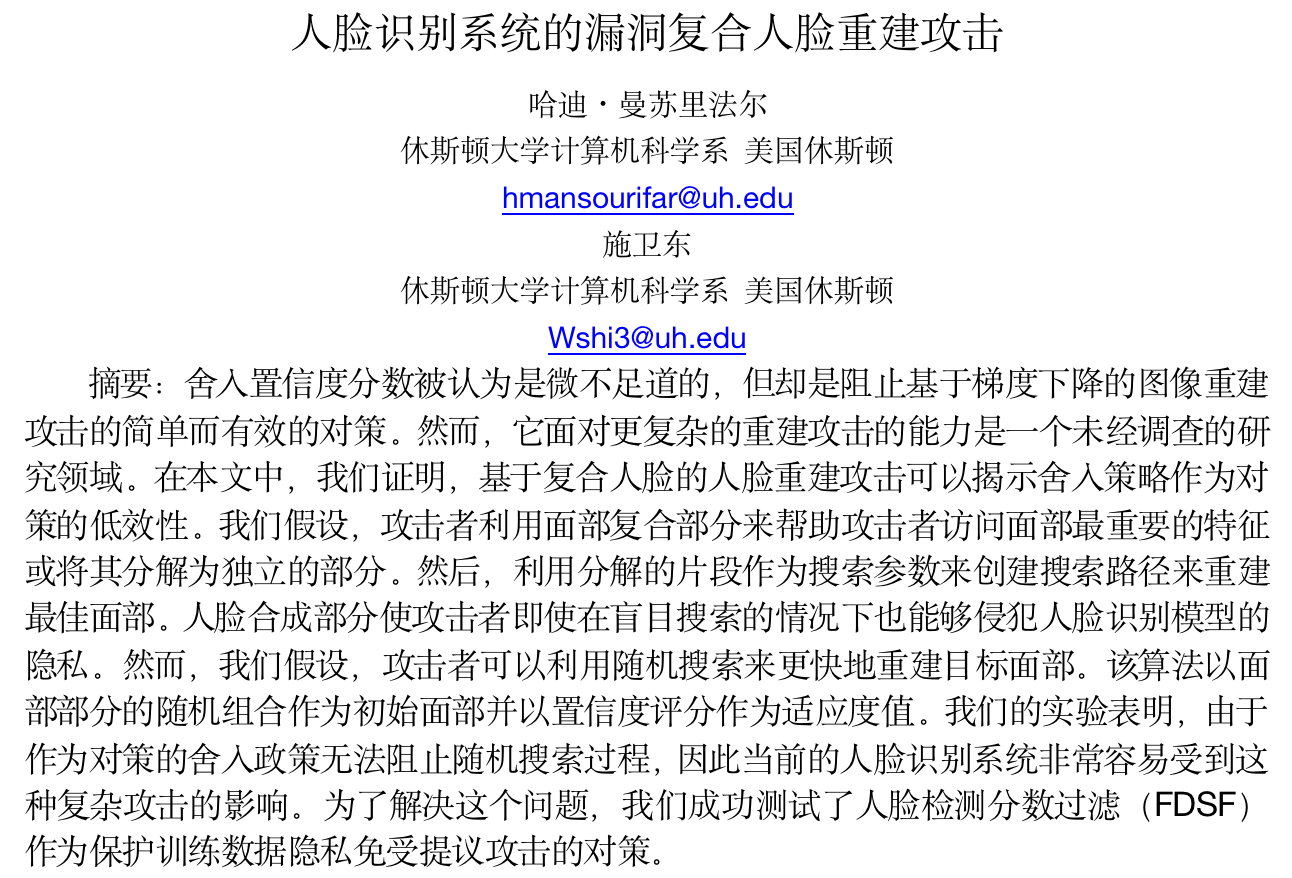 人脸识别系统的漏洞复合人脸重建攻击
哈迪·曼苏里法尔
休斯顿大学计算机科学系 美国休斯顿
hmansourifar@uh.edu
施卫东
休斯顿大学计算机科学系 美国休斯顿
Wshi3@uh.edu
摘要：舍入置信度分数被认为是微不足道的，但却是阻止基于梯度下降的图像重建
攻击的简单而有效的对策。然而，它面对更复杂的重建攻击的能力是一个未经调查的研
究领域。在本文中，我们证明，基于复合人脸的人脸重建攻击可以揭示舍入策略作为对
策的低效性。我们假设，攻击者利用面部复合部分来帮助攻击者访问面部最重要的特征
或将其分解为独立的部分。然后，利用分解的片段作为搜索参数来创建搜索路径来重建
最佳面部。人脸合成部分使攻击者即使在盲目搜索的情况下也能够侵犯人脸识别模型的
隐私。然而，我们假设，攻击者可以利用随机搜索来更快地重建目标面部。该算法以面
部部分的随机组合作为初始面部并以置信度评分作为适应度值。我们的实验表明，由于
作为对策的舍入政策无法阻止随机搜索过程，因此当前的人脸识别系统非常容易受到这
种复杂攻击的影响。为了解决这个问题，我们成功测试了人脸检测分数过滤（FDSF）
作为保护训练数据隐私免受提议攻击的对策。